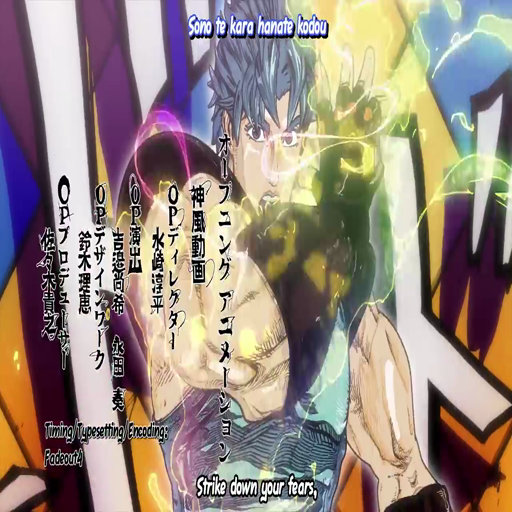 Sono te kara hanate kodou
オープニング アニメーション
神風動画
OPディレクター
水崎淳平
OP演出
吉邉尚希 永田 奏
OPデザインワーク
鈴木理恵
OPプロデューサー
佐々木貴之
Timing/Typesetting/Encoding:
Fadeout4
Strike down your fears,